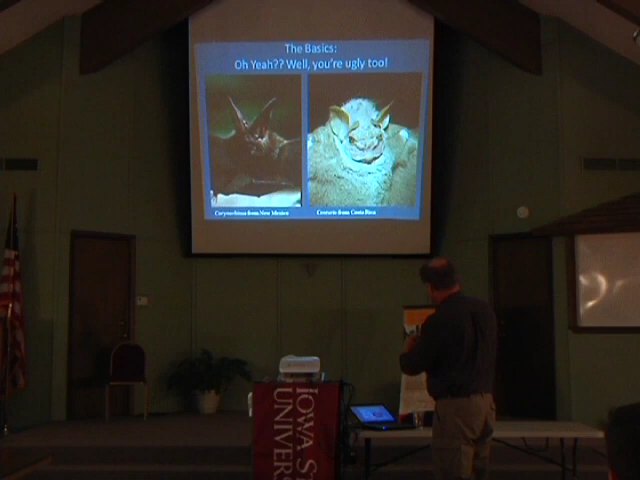 The Basics:
Oh Yeah?? Well, you're ugly too!
Corynorhinus from New Mexico
Centurio from Costa Rica
IOWA ST
UNIVERS